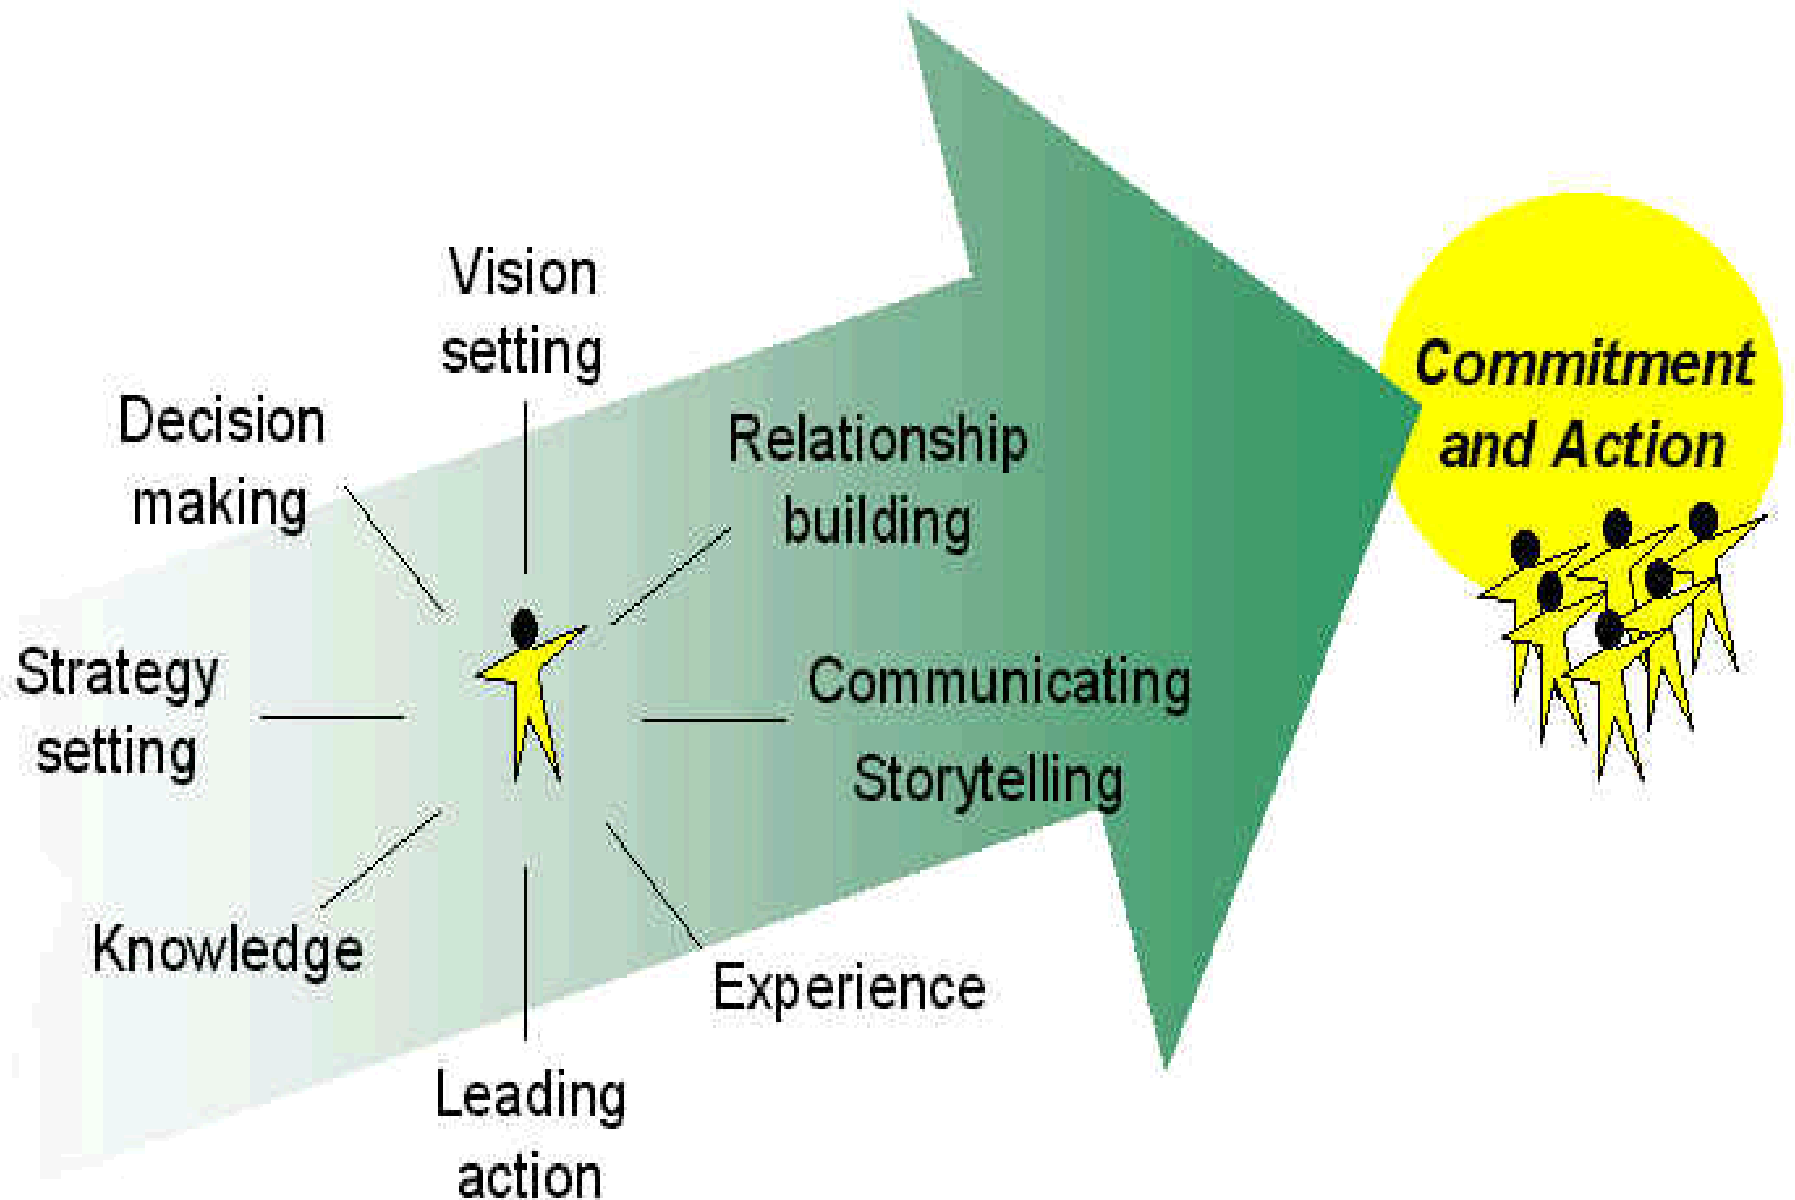 Vision
setting
Decision
making
Relationship
building
Commitment
and Action
Strategy
setting
Communicating
Storytelling
Knowledge
Experience
Leading
action